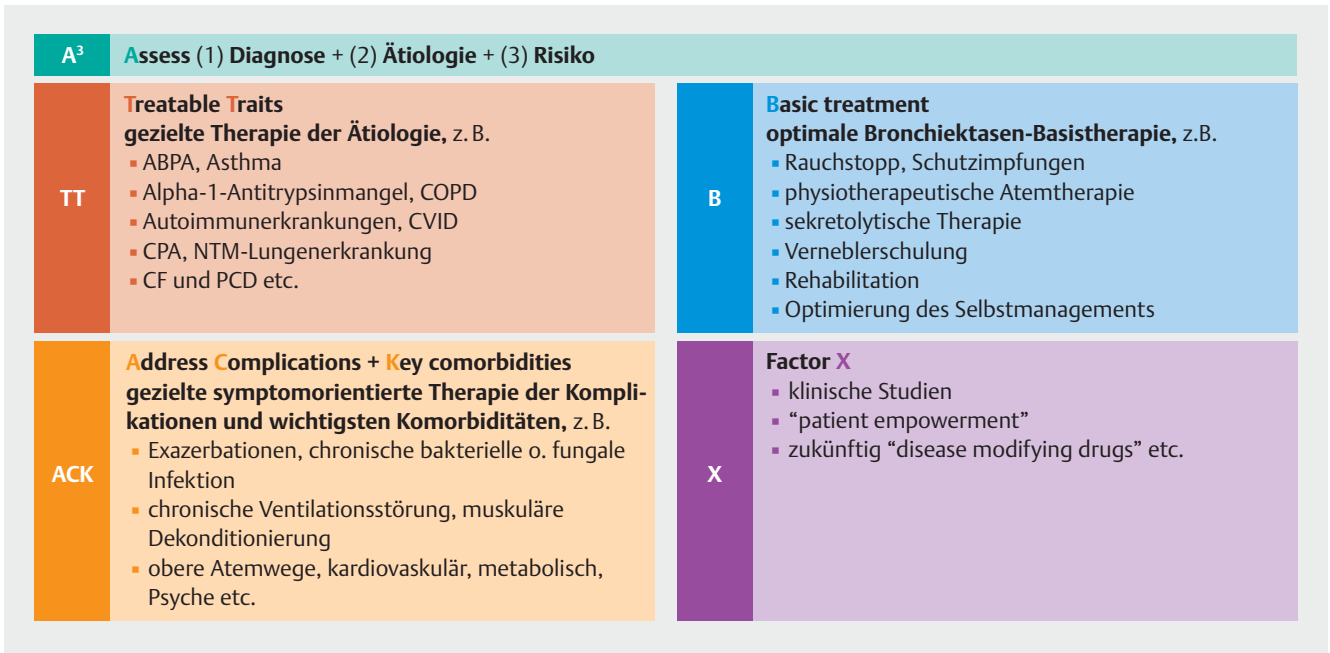 A³ Assess (1) Diagnose + (2) Ätiologie + (3) Risiko
TT
Treatable Traits
gezielte Therapie der Ätiologie, z. B.
▪ ABPA, Asthma
▪ Alpha-1-Antitrypsinmangel, COPD
▪ Autoimmunerkrankungen, CVID
▪ CPA, NTM-Lungenerkrankung
▪ CF und PCD etc.
B
Basic treatment
optimale Bronchiektasen-Basistherapie, z.B.
▪ Rauchstopp, Schutzimpfungen
▪ physiotherapeutische Atemtherapie
▪ sekretolytische Therapie
▪ Verneblerschulung
▪ Rehabilitation
▪ Optimierung des Selbstmanagements
ACK
Address Complications + Key comorbidities
gezielte symptomorientierte Therapie der Kompli-
kationen und wichtigsten Komorbiditäten, z. B.
▪ Exazerbationen, chronische bakterielle o. fungale
Infektion
▪ chronische Ventilationsstörung, muskuläre
Dekonditionierung
▪ obere Atemwege, kardiovaskulär, metabolisch,
Psyche etc.
X
Factor X
▪ klinische Studien
▪ “patient empowerment”
▪ zukünftig “disease modifying drugs” etc.